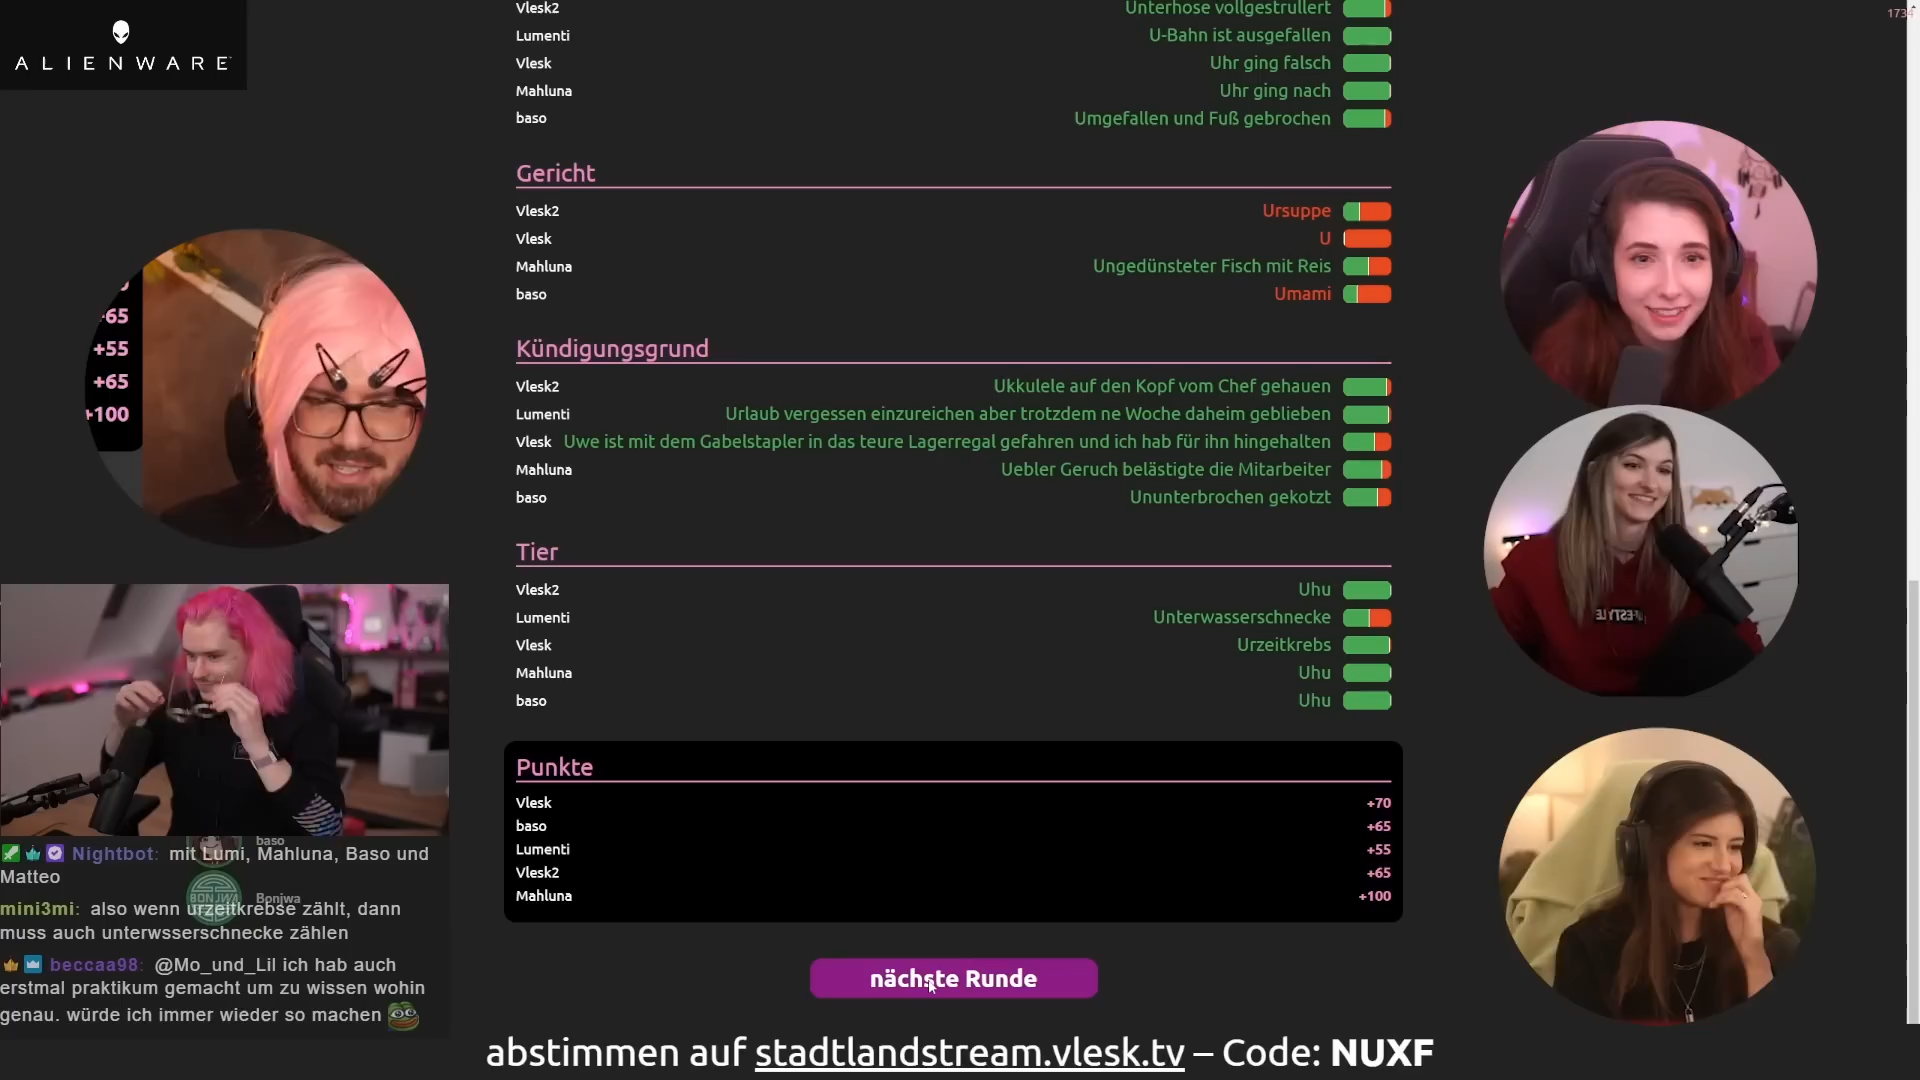 ALIENWARE
1734
Vlesk2 Unterhose vollgestrullert
Lumenti U-Bahn ist ausgefallen
Vlesk Uhr ging falsch
Mahluna Uhr ging nach
baso Umgefallen und Fuß gebrochen
Gericht
Vlesk2 Ursuppe
Vlesk U
Mahluna Ungedünsteter Fisch mit Reis
baso Umami
Kündigungsgrund
Vlesk2 Ukkulele auf den Kopf vom Chef gehauen
Lumenti Urlaub vergessen einzureichen aber trotzdem ne Woche daheim geblieben
Vlesk Uwe ist mit dem Gabelstapler in das teure Lagerregal gefahren und ich hab für ihn hingehalten
Mahluna Uebler Geruch belästigte die Mitarbeiter
baso Ununterbrochen gekotzt
Tier
Vlesk2 Uhu
Lumenti Unterwasserschnecke
Vlesk Urzeitkrebs
Mahluna Uhu
baso Uhu
Punkte
Vlesk +70
baso +65
Lumenti +55
Vlesk2 +65
Mahluna +100
nächste Runde
abstimmen auf stadtlandstream.vlesk.tv – Code: NUXF
+65
+55
+65
+100
baso
Nightbot: mit Lumi, Mahluna, Baso und
Matteo
BONJWA Bonjwa
mini3mi: also wenn urzeitkrebse zählt, dann
muss auch unterwsserschnecke zählen
beccaa98: @Mo_und_Lil ich hab auch
erstmal praktikum gemacht um zu wissen wohin
genau. würde ich immer wieder so machen